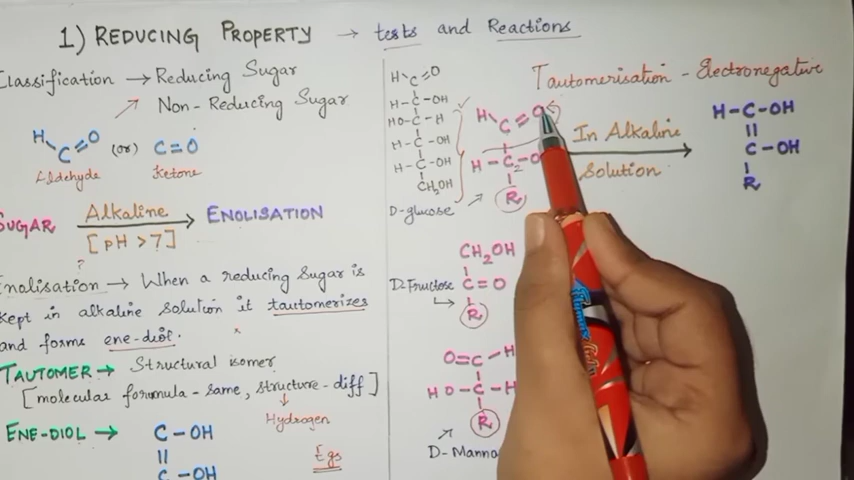 1) REDUCING PROPERTY → tests and Reactions
Classification → Reducing Sugar
Non-Reducing Sugar
H
C=O
Aldehyde
(or)
C=O
Ketone
SUGAR Alkaline [pH >7] → ENOLISATION
?
Enolisation → When a reducing sugar is
kept in alkaline solution it tautomerizes
and forms ene-diol.
TAUTOMER → Structural isomer
[molecular formula - same, structure - diff]
Hydrogen
Egs
ENE-DIOL → C-OH
||
C-OH
H C=O
H-C-OH
HO-C-H
H-C-OH
H-C-OH
CH2OH
D-glucose
Tautomerisation - Electronegative
H C=O
H-C2-O
R
In Alkaline
Solution
H-C-OH
||
C-OH
R
CH2OH
D-Fructose C=O
R
O=C-H
HO-C-H
R
D-Manno